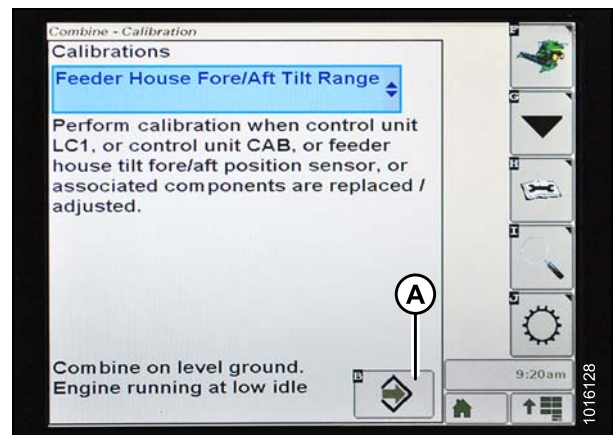 Combine - Calibration
Calibrations
Feeder House Fore/Aft Tilt Range
Perform calibration when control unit
LC1, or control unit CAB, or feeder
house tilt fore/aft position sensor, or
associated components are replaced /
adjusted.
Combine on level ground.
Engine running at low idle
A
B
F
G
H
I
J
9:20am
1016128